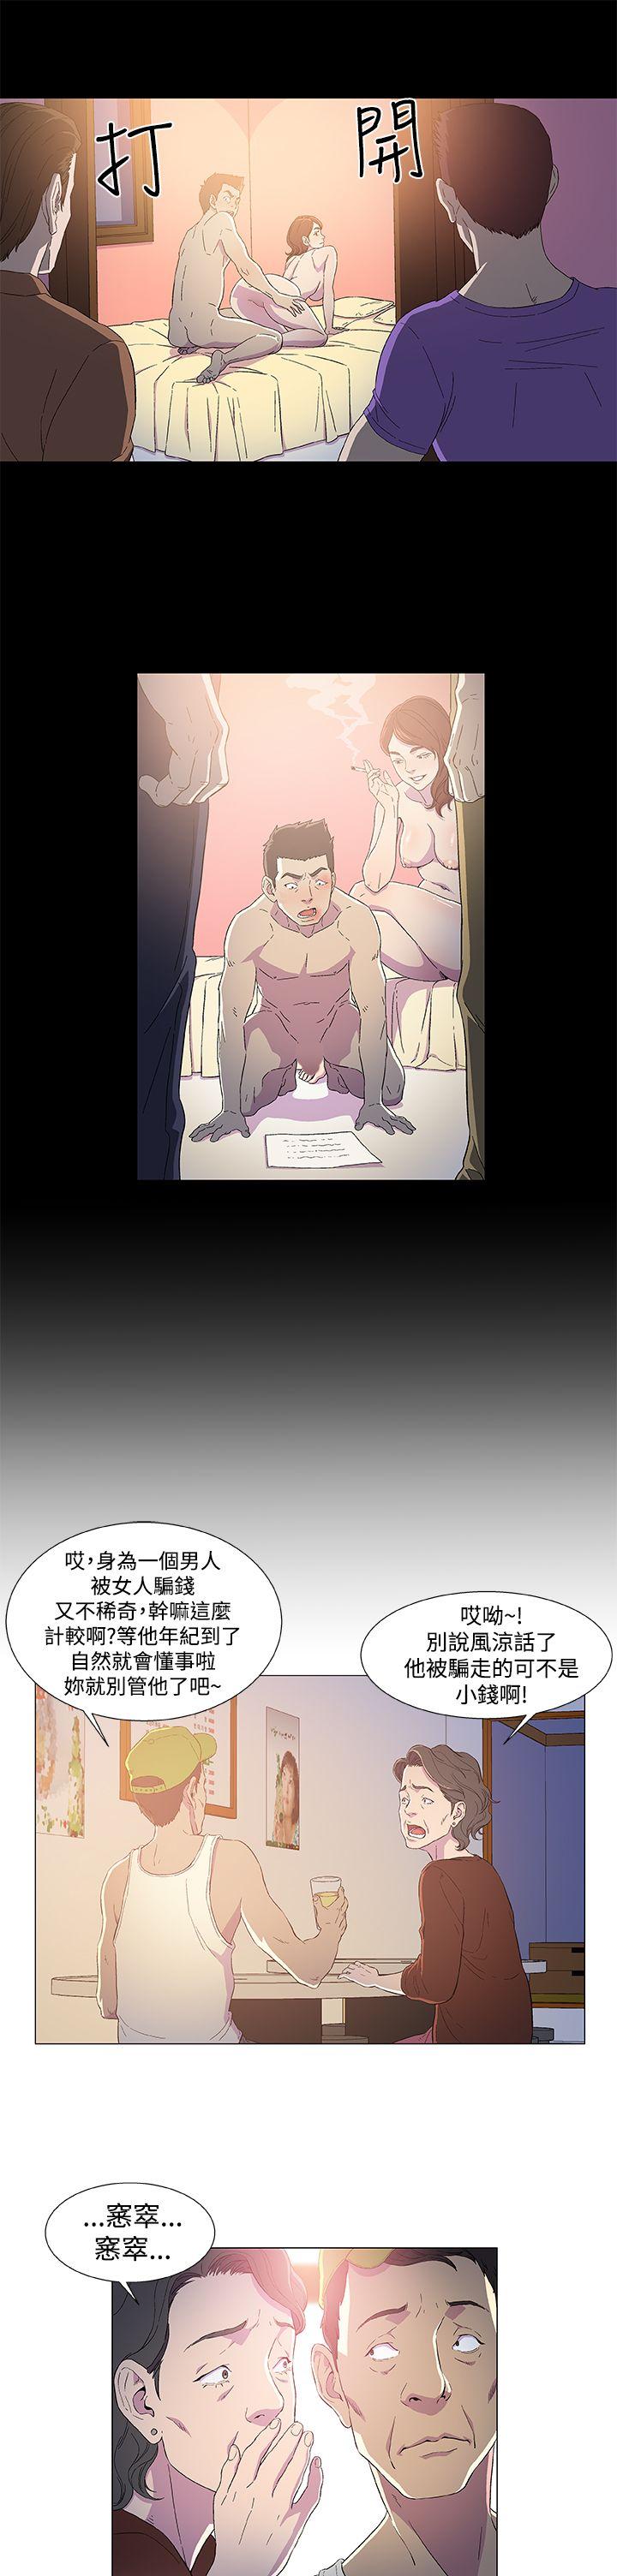 打開
哎，身為一個男人
被女人騙錢
又不稀奇，幹嘛這麼
計較啊?等他年紀到了
自然就會懂事啦
妳就別管他了吧~
哎呦~!
別說風涼話了
他被騙走的可不是
小錢啊!
...窸窣...
窸窣...